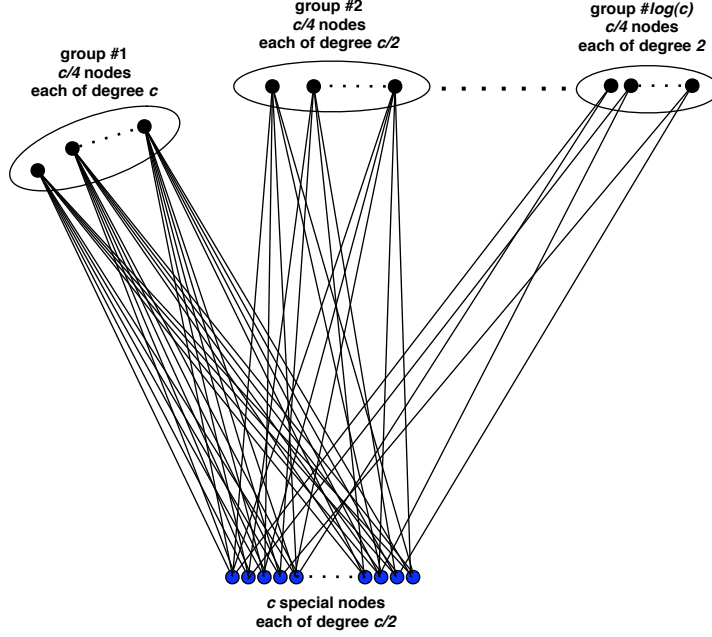 group #1
c/4 nodes
each of degree c
group #2
c/4 nodes
each of degree c/2
group #log(c)
c/4 nodes
each of degree 2
c special nodes
each of degree c/2